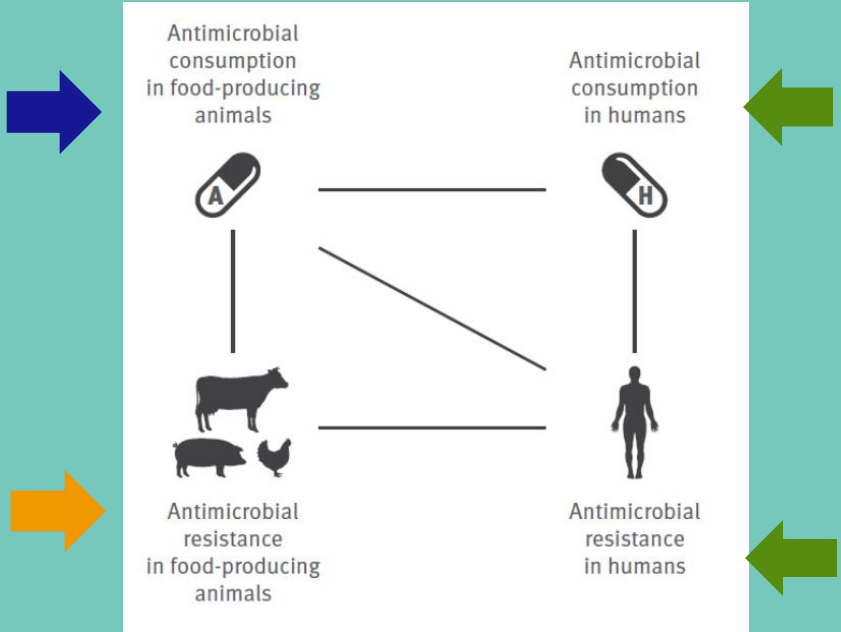 Antimicrobial
consumption
in food-producing
animals
Antimicrobial
consumption
in humans
A
H
Antimicrobial
resistance
in food-producing
animals
Antimicrobial
resistance
in humans